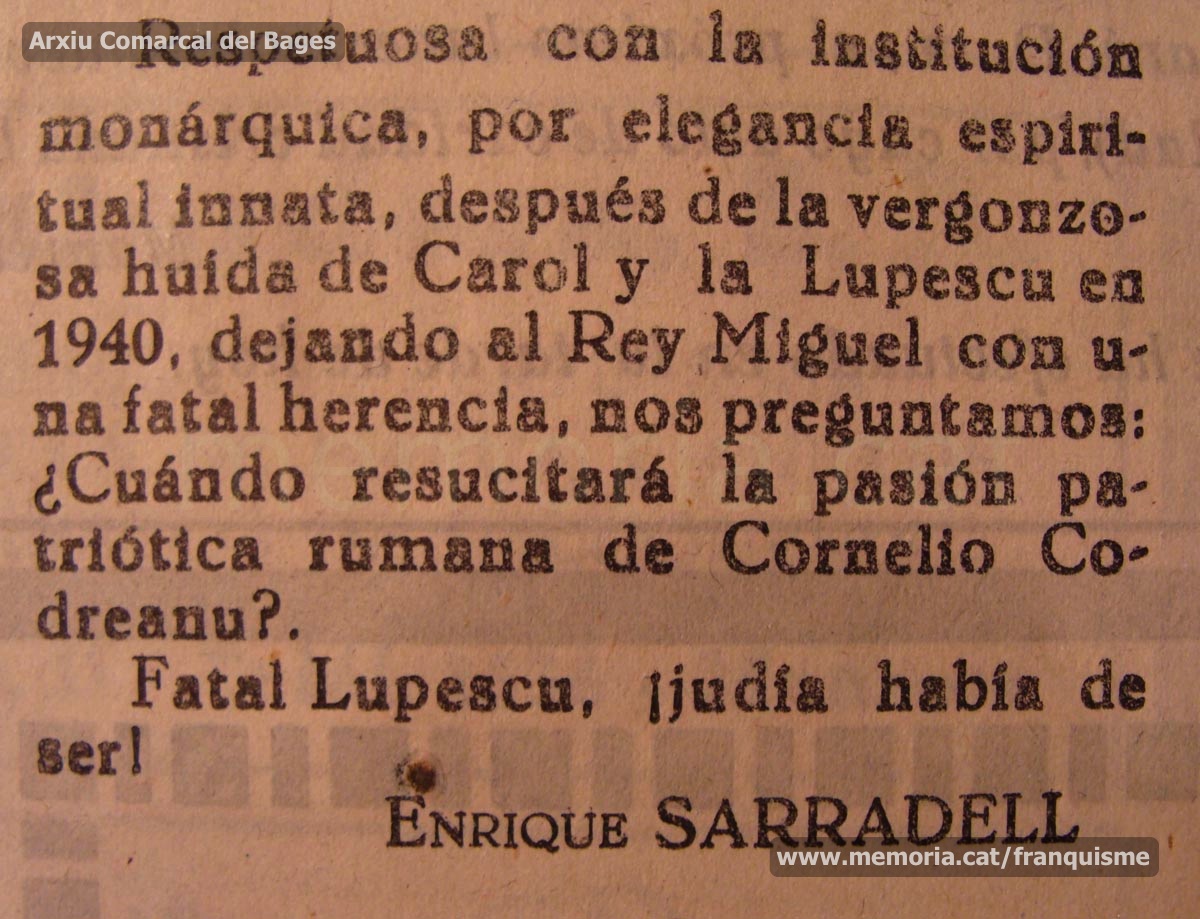 Arxiu Comarcal del Bages
Respetuosa con la institución
monárquica, por elegancia espiri-
tual innata, después de la vergonzo-
sa huída de Carol y la Lupescu en
1940, dejando al Rey Miguel con u-
na fatal herencia, nos preguntamos:
¿Cuándo resucitará la pasión pa-
triótica rumana de Cornelio Co-
dreanu?.
Fatal Lupescu, ¡judía había de
ser!
ENRIQUE SARRADELL
www.memoria.cat/franquisme